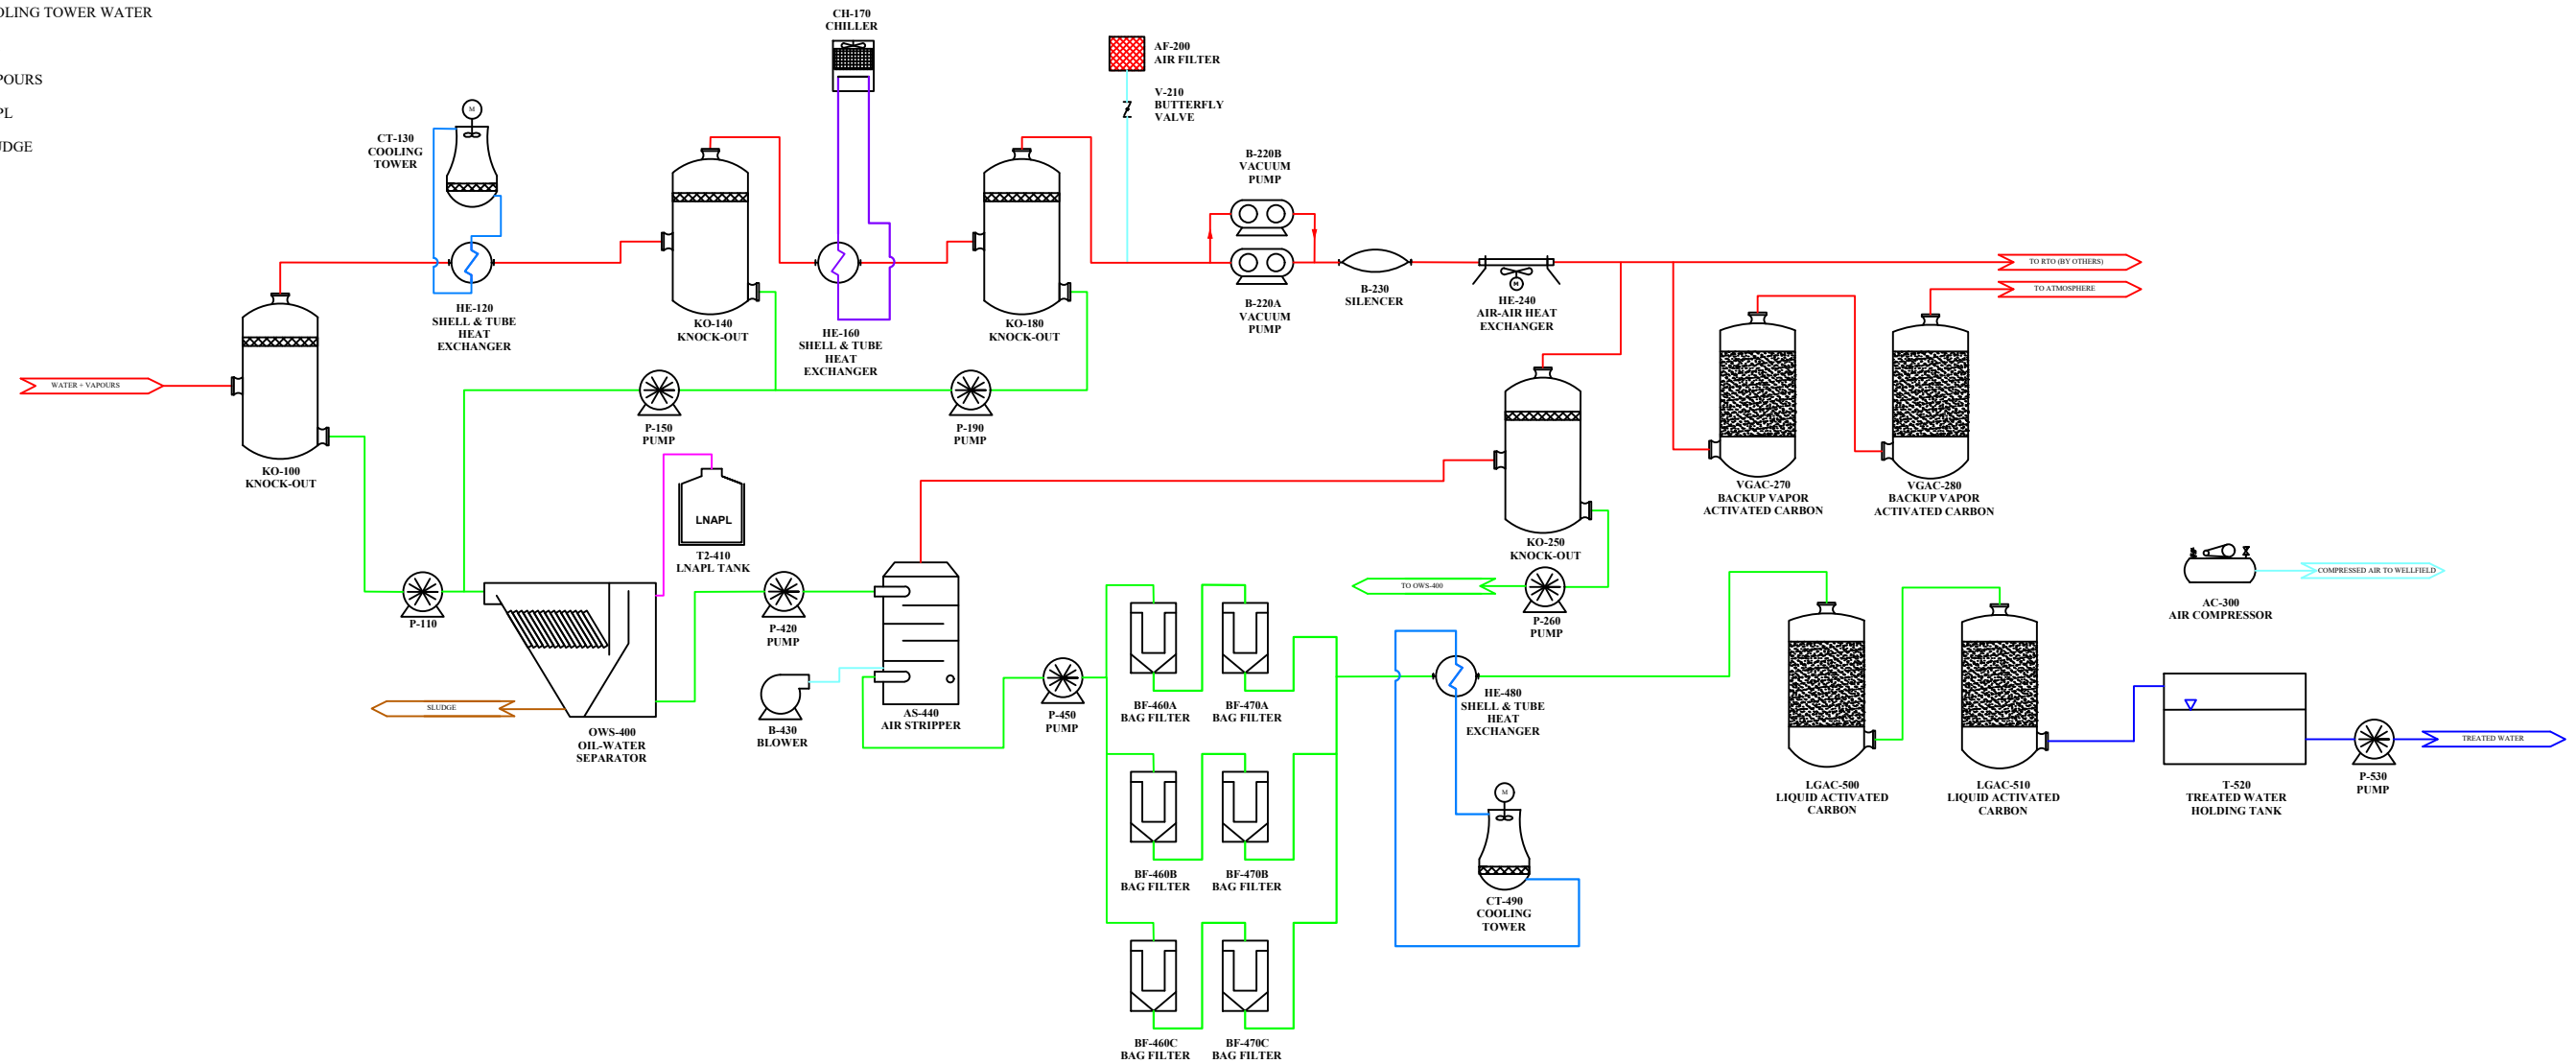 OLING TOWER WATER
POURS
PL
UDGE
CH-170
CHILLER
AF-200
AIR FILTER
V-210
BUTTERFLY
VALVE
CT-130
COOLING
TOWER
M
B-220B
VACUUM
PUMP
HE-120
SHELL & TUBE
HEAT
EXCHANGER
KO-140
KNOCK-OUT
HE-160
SHELL & TUBE
HEAT
EXCHANGER
KO-180
KNOCK-OUT
B-220A
VACUUM
PUMP
B-230
SILENCER
M
HE-240
AIR-AIR HEAT
EXCHANGER
TO RTO (BY OTHERS)
TO ATMOSPHERE
WATER + VAPOURS
KO-100
KNOCK-OUT
P-150
PUMP
P-190
PUMP
VGAC-270
BACKUP VAPOR
ACTIVATED CARBON
VGAC-280
BACKUP VAPOR
ACTIVATED CARBON
LNAPL
T2-410
LNAPL TANK
KO-250
KNOCK-OUT
P-110
P-420
PUMP
TO OWS-400
P-260
PUMP
COMPRESSED AIR TO WELLFIELD
AC-300
AIR COMPRESSOR
SLUDGE
OWS-400
OIL-WATER
SEPARATOR
B-430
BLOWER
AS-440
AIR STRIPPER
P-450
PUMP
BF-460A
BAG FILTER
BF-470A
BAG FILTER
HE-480
SHELL & TUBE
HEAT
EXCHANGER
LGAC-500
LIQUID ACTIVATED
CARBON
LGAC-510
LIQUID ACTIVATED
CARBON
T-520
TREATED WATER
HOLDING TANK
P-530
PUMP
TREATED WATER
BF-460B
BAG FILTER
BF-470B
BAG FILTER
M
CT-490
COOLING
TOWER
BF-460C
BAG FILTER
BF-470C
BAG FILTER